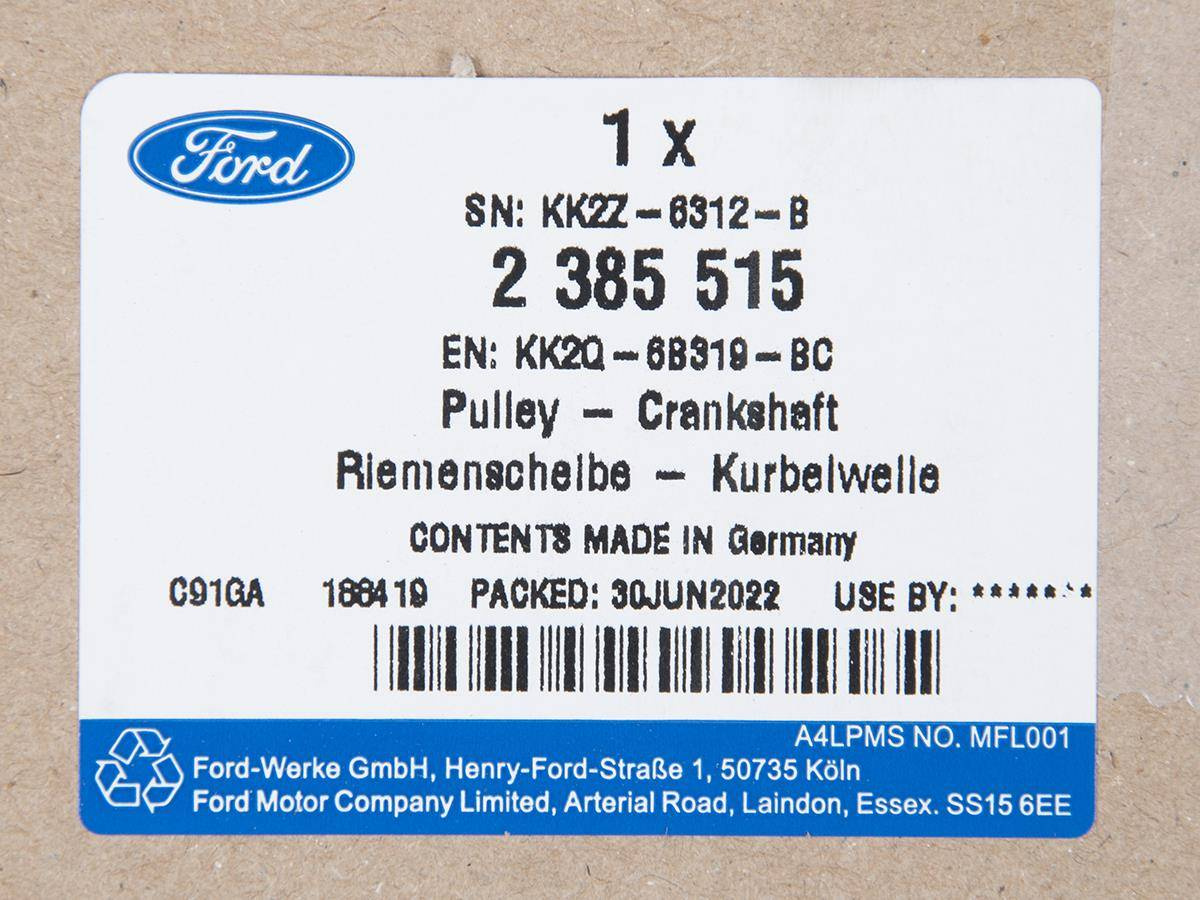 Ford
1 x
SN: KK2Z-6312-B
2 385 515
EN: KK2Q-6B319-BC
Pulley - Crankshaft
Riemenscheibe - Kurbelwelle
CONTENTS MADE IN Germany
C91GA 186419 PACKED: 30JUN2022 USE BY: *******
A4LPMS NO. MFL001
Ford-Werke GmbH, Henry-Ford-Straße 1, 50735 Köln
Ford Motor Company Limited, Arterial Road, Laindon, Essex. SS15 6EE